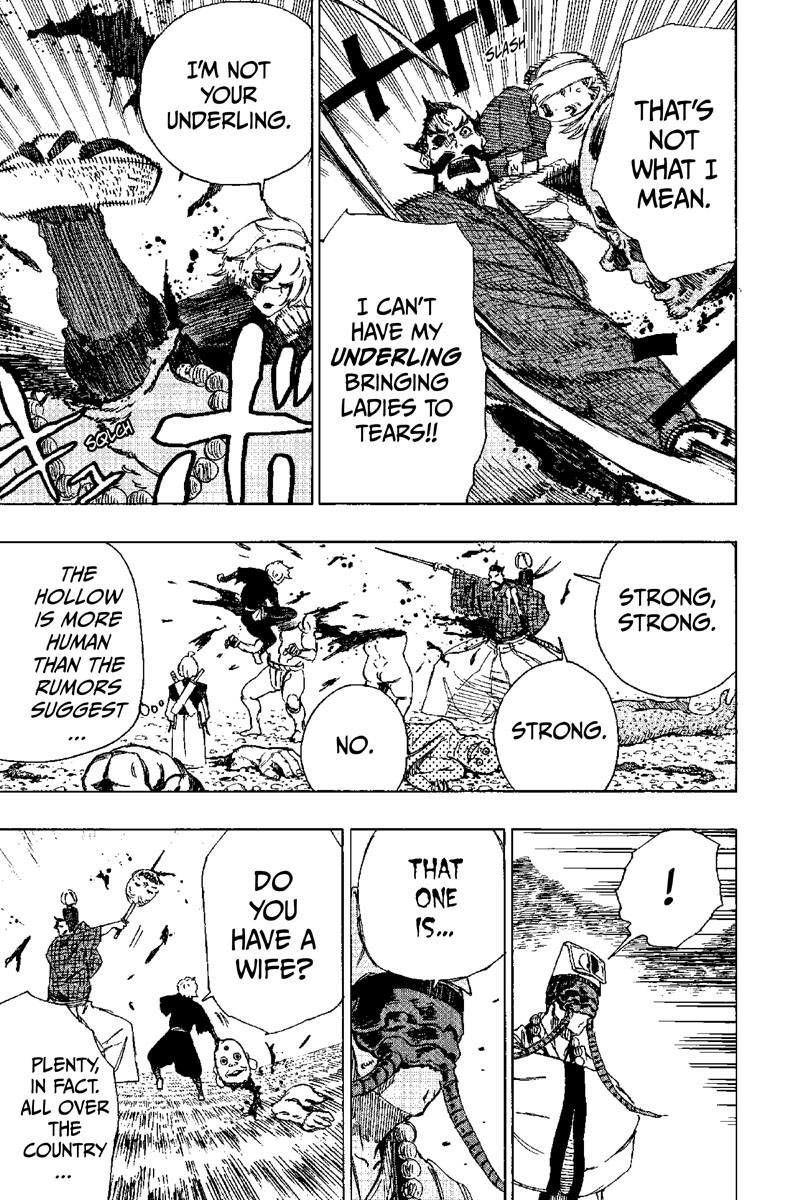 THAT'S
NOT
WHAT I
MEAN.
SLASH
I CAN'T
HAVE MY
UNDERLING
BRINGING
LADIES TO
TEARS!!
I'M NOT
YOUR
UNDERLING.
SQLCH
STRONG,
STRONG.
STRONG.
NO.
THE
HOLLOW
IS MORE
HUMAN
THAN THE
RUMORS
SUGGEST
...
!
THAT
ONE
IS...
DO
YOU
HAVE A
WIFE?
PLENTY,
IN FACT.
ALL OVER
THE
COUNTRY
...